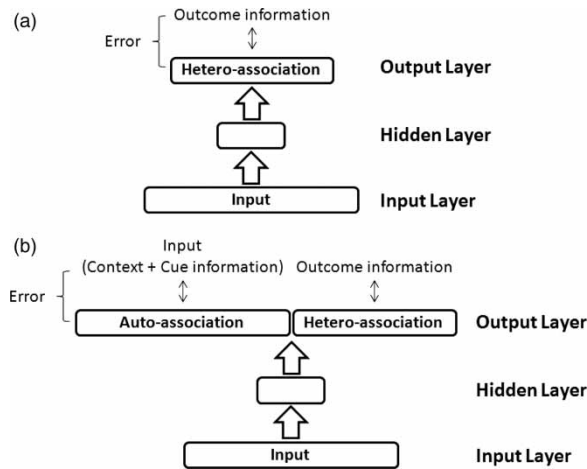 (a)
Outcome information
Error
Hetero-association
Output Layer
Hidden Layer
Input
Input Layer
(b)
Input
(Context + Cue information)
Outcome information
Error
Auto-association
Hetero-association
Output Layer
Hidden Layer
Input
Input Layer